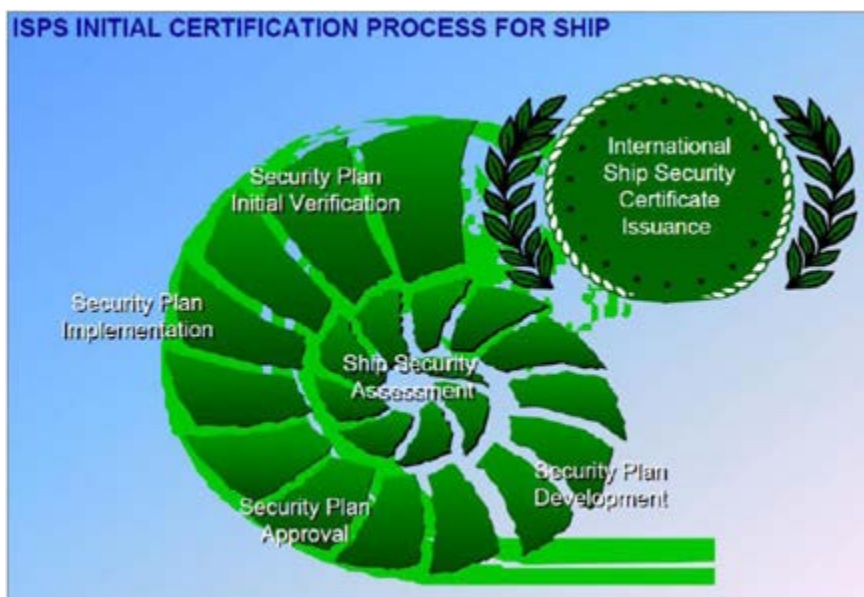 ISPS INITIAL CERTIFICATION PROCESS FOR SHIP
International
Ship Security
Certificate
Issuance
Security Plan
Initial Verification
Security Plan
Implementation
Ship Security
Assessment
Security Plan
Development
Security Plan
Approval